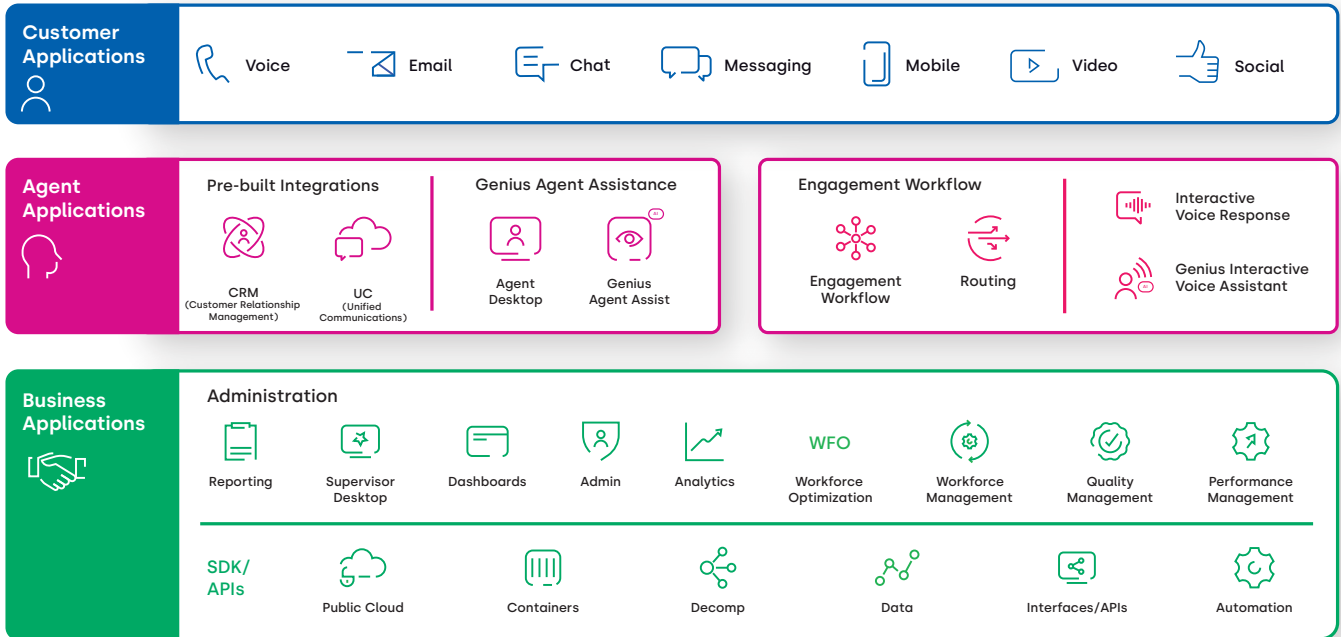 Customer
Applications
Voice
Email
Chat
Messaging
Mobile
Video
Social
Agent
Applications
Pre-built Integrations
CRM
(Customer Relationship
Management)
UC
(Unified
Communications)
Genius Agent Assistance
Agent
Desktop
AI
Genius
Agent Assist
Engagement Workflow
Engagement
Workflow
Routing
Interactive
Voice Response
AI
Genius Interactive
Voice Assistant
Business
Applications
Administration
Reporting
Supervisor
Desktop
Dashboards
Admin
Analytics
WFO
Workforce
Optimization
Workforce
Management
Quality
Management
Performance
Management
SDK/
APIs
Public Cloud
Containers
Decomp
Data
Interfaces/APIs
Automation